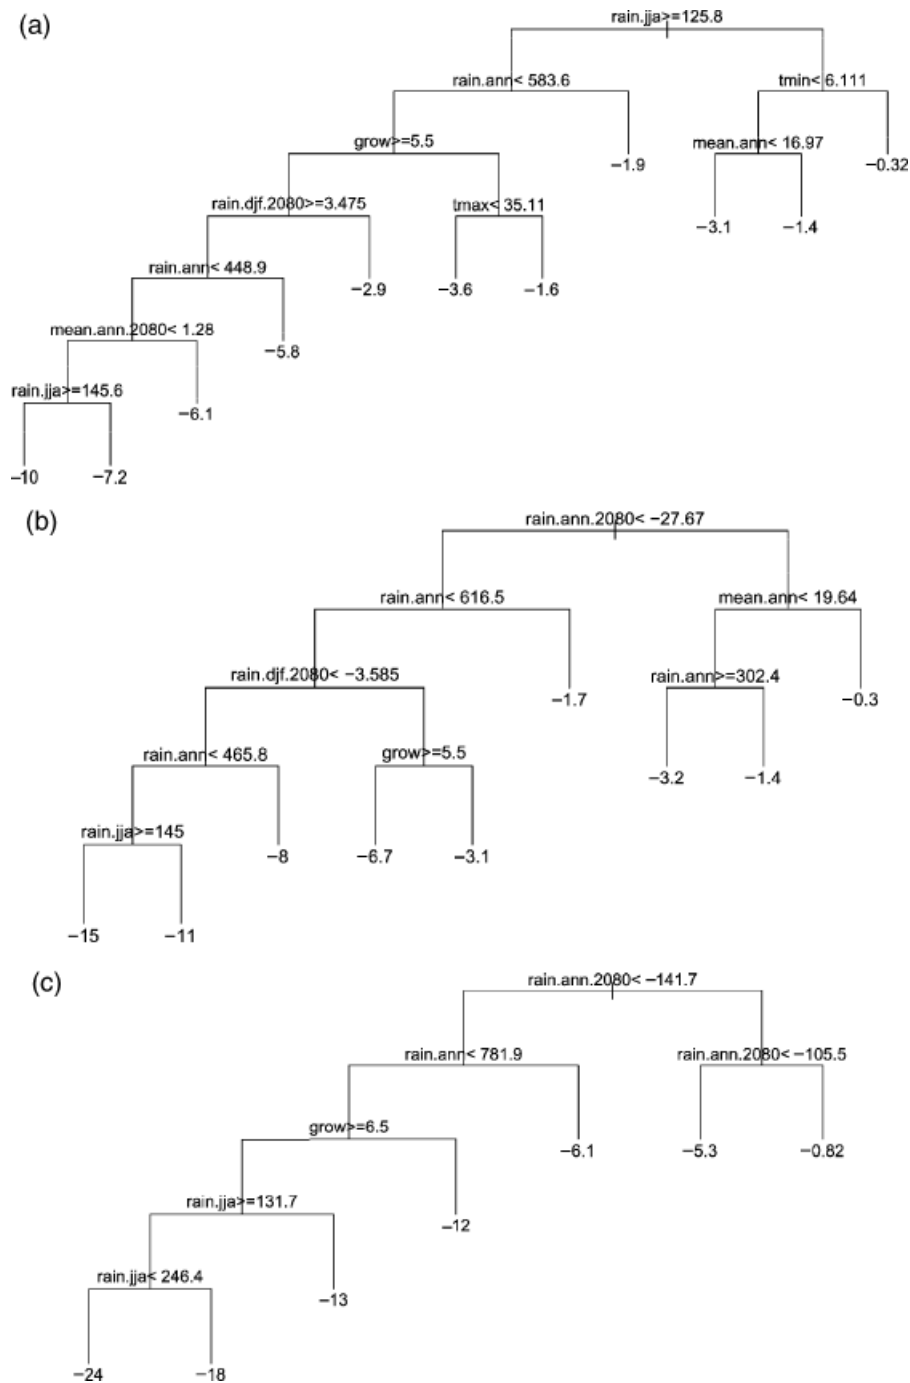 (a)
rain.jja>=125.8
rain.ann< 583.6
tmin< 6.111
grow>=5.5
−1.9
mean.ann< 16.97
−0.32
rain.djf.2080>=3.475
tmax< 35.11
−3.1
−1.4
rain.ann< 448.9
−2.9
−3.6
−1.6
mean.ann.2080< 1.28
−5.8
rain.jja>=145.6
−6.1
−10
−7.2
(b)
rain.ann.2080< −27.67
rain.ann< 616.5
mean.ann< 19.64
rain.djf.2080< −3.585
−1.7
rain.ann>=302.4
−0.3
rain.ann< 465.8
grow>=5.5
−3.2
−1.4
rain.jja>=145
−8
−6.7
−3.1
−15
−11
(c)
rain.ann.2080< −141.7
rain.ann< 781.9
rain.ann.2080< −105.5
grow>=6.5
−6.1
−5.3
−0.82
rain.jja>=131.7
−12
rain.jja< 246.4
−13
−24
−18